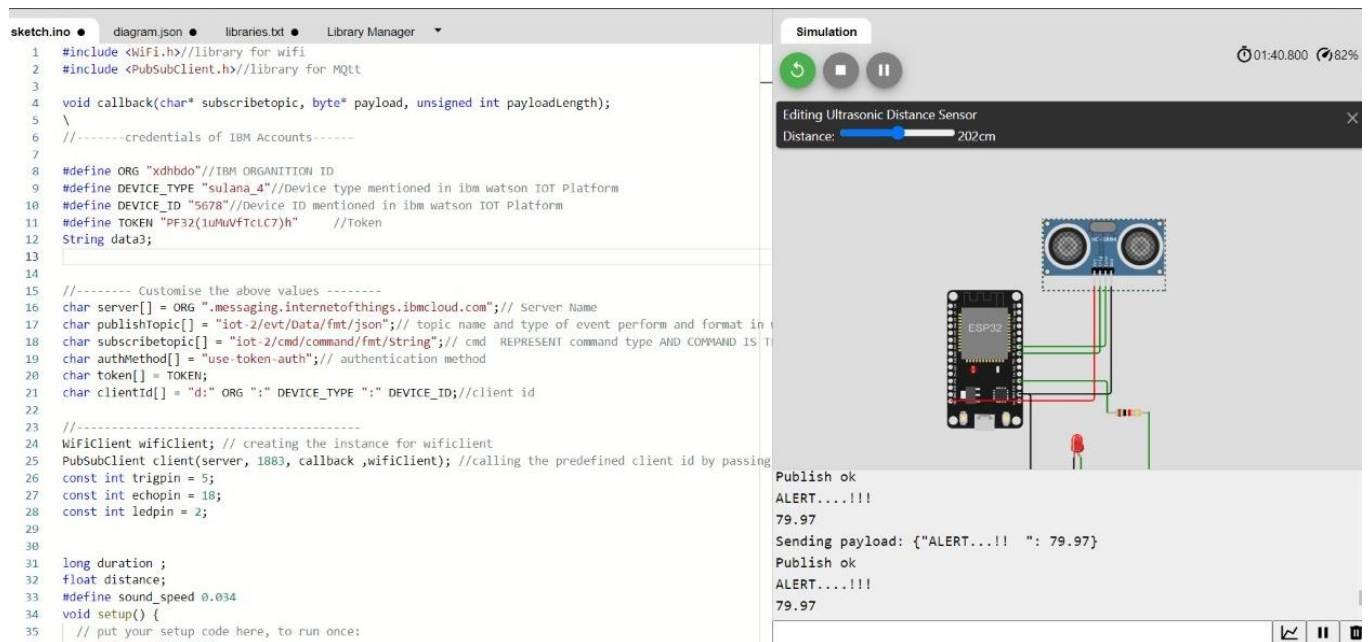 sketch.ino ● diagram.json ● libraries.txt ● Library Manager ▼
1 #include <WiFi.h>//library for wifi
2 #include <PubSubClient.h>//library for MQtt
3
4 void callback(char* subscribetopic, byte* payload, unsigned int payloadLength);
5 \
6 //-------credentials of IBM Accounts------
7
8 #define ORG "xdhbdo"//IBM ORGANITION ID
9 #define DEVICE_TYPE "sulana_4"//Device type mentioned in ibm watson IOT Platform
10 #define DEVICE_ID "5678"//Device ID mentioned in ibm watson IOT Platform
11 #define TOKEN "PF32(1uMuVfTcLC7)h" //Token
12 String data3;
13
14
15 //-------- Customise the above values --------
16 char server[] = ORG ".messaging.internetofthings.ibmcloud.com";// Server Name
17 char publishTopic[] = "iot-2/evt/Data/fmt/json";// topic name and type of event perform and format in
18 char subscribetopic[] = "iot-2/cmd/command/fmt/String";// cmd REPRESENT command type AND COMMAND IS
19 char authMethod[] = "use-token-auth";// authentication method
20 char token[] = TOKEN;
21 char clientId[] = "d:" ORG ":" DEVICE_TYPE ":" DEVICE_ID;//client id
22
23 //-----------------------------------------
24 WiFiClient wifiClient; // creating the instance for wificlient
25 PubSubClient client(server, 1883, callback ,wifiClient); //calling the predefined client id by passing
26 const int trigpin = 5;
27 const int echopin = 18;
28 const int ledpin = 2;
29
30
31 long duration ;
32 float distance;
33 #define sound_speed 0.034
34 void setup() {
35 // put your setup code here, to run once:
Simulation
01:40.800 82%
Editing Ultrasonic Distance Sensor
Distance: 202cm
ESP32
Publish ok
ALERT....!!!
79.97
Sending payload: {"ALERT...!! ": 79.97}
Publish ok
ALERT....!!!
79.97